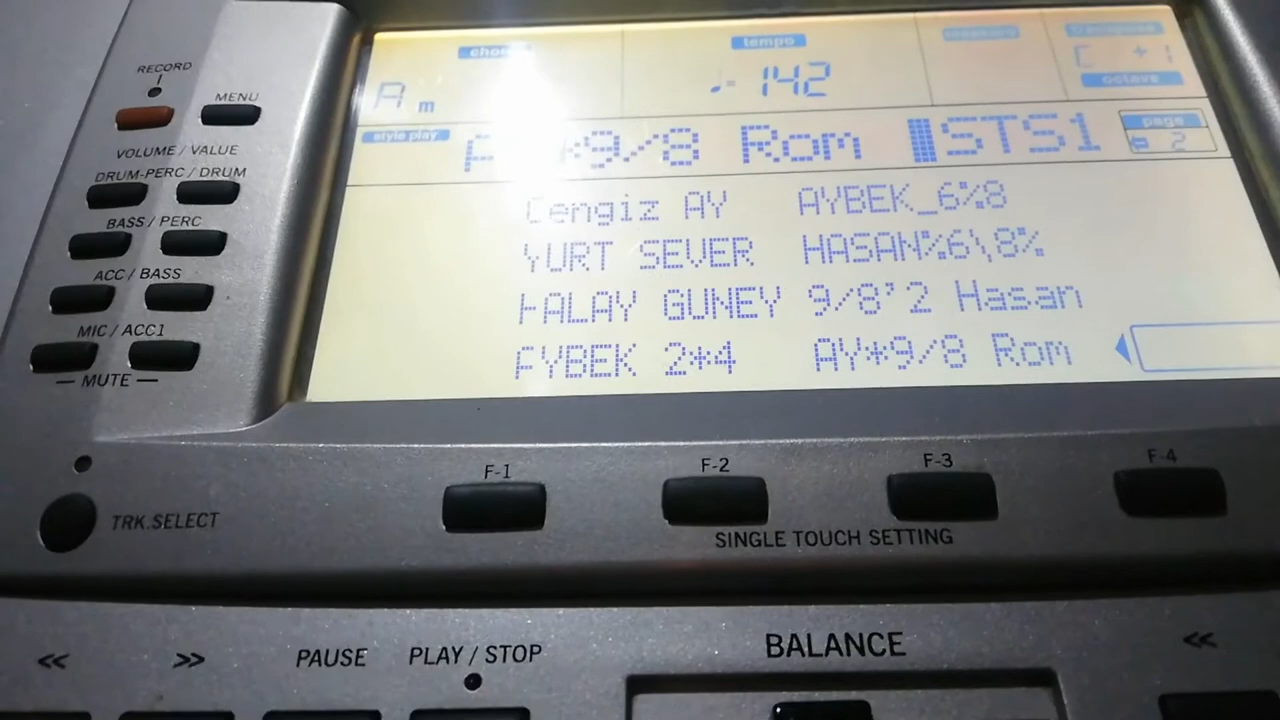 RECORD
MENU
VOLUME / VALUE
DRUM-PERC / DRUM
BASS / PERC
ACC / BASS
MIC / ACC1
— MUTE —
TRK.SELECT
tempo
♩= 142
A m
C +1
octave
style play
*9/8 Rom STS1
page
2
Cengiz AY AYBEK_6%8
YURT SEVER HASAN%6\8%
HALAY GUNEY 9/8'2 Hasan
AYBEK 2*4 AY*9/8 Rom
F-1 F-2 F-3 F-4
SINGLE TOUCH SETTING
<< >> PAUSE PLAY / STOP BALANCE <<